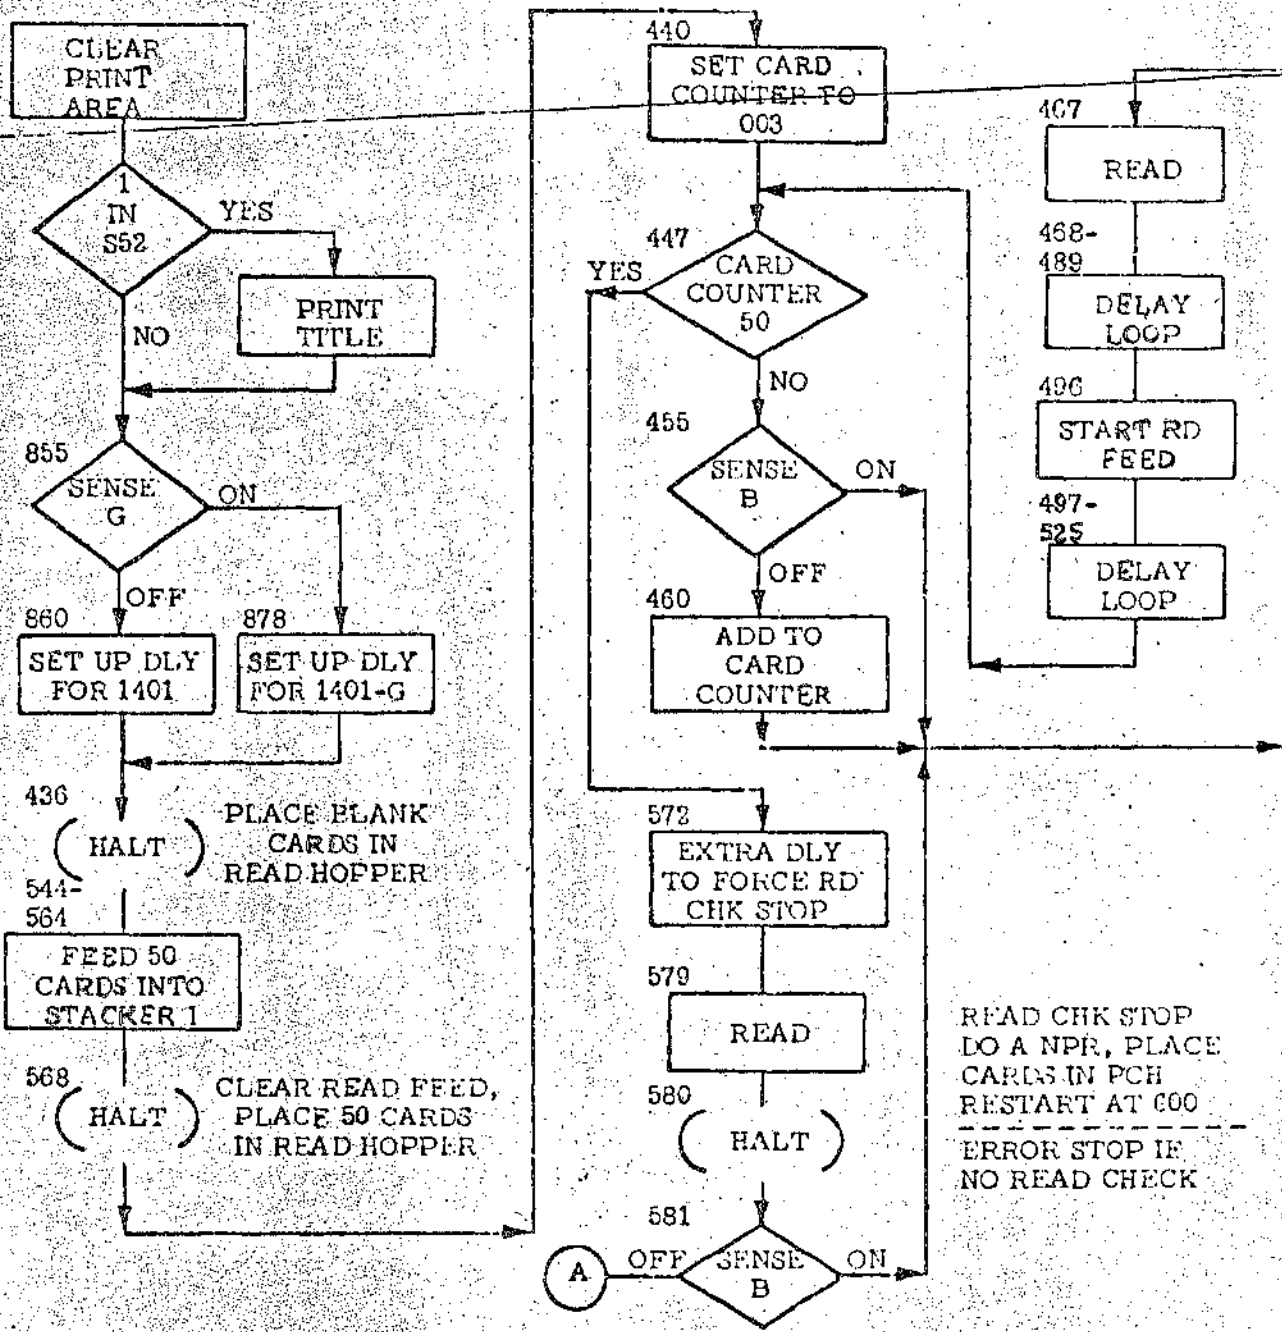 CLEAR
PRINT
AREA
1
IN
S52
YES
PRINT
TITLE
NO
855
SENSE
G
ON
OFF
860
SET UP DLY
FOR 1401
878
SET UP DLY
FOR 1401-G
436
(HALT)
PLACE BLANK
CARDS IN
READ HOPPER
544-
564
FEED 50
CARDS INTO
STACKER 1
568
(HALT)
CLEAR READ FEED,
PLACE 50 CARDS
IN READ HOPPER
440
SET CARD
COUNTER TO
003
447
YES
CARD
COUNTER
50
NO
455
SENSE
B
ON
OFF
460
ADD TO
CARD
COUNTER
572
EXTRA DLY
TO FORCE RD
CHK STOP
579
READ
580
(HALT)
581
A
OFF
SENSE
B
ON
467
READ
468-
489
DELAY
LOOP
496
START RD
FEED
497-
525
DELAY
LOOP
READ CHK STOP
DO A NPR, PLACE
CARDS IN PCH
RESTART AT 600
ERROR STOP IF
NO READ CHECK